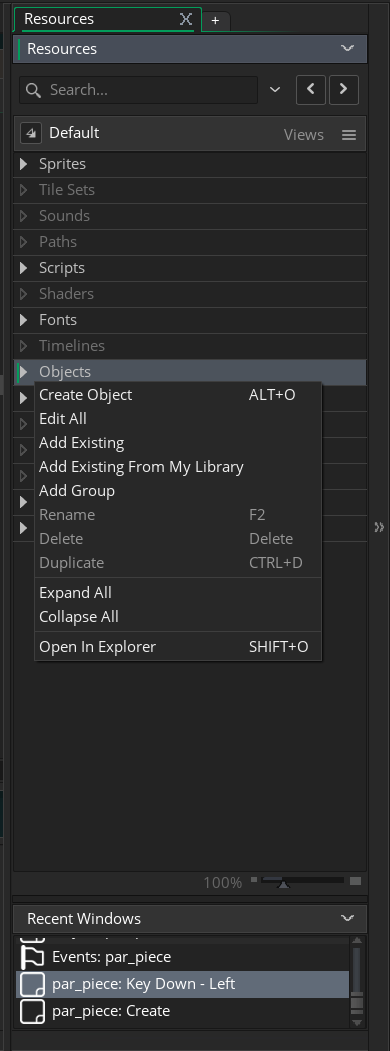 Resources
+
Resources
Search...
Default Views
Sprites
Tile Sets
Sounds
Paths
Scripts
Shaders
Fonts
Timelines
Objects
Create Object ALT+O
Edit All
Add Existing
Add Existing From My Library
Add Group
Rename F2
Delete Delete
Duplicate CTRL+D
Expand All
Collapse All
Open In Explorer SHIFT+O
100%
Recent Windows
Events: par_piece
par_piece: Key Down - Left
par_piece: Create